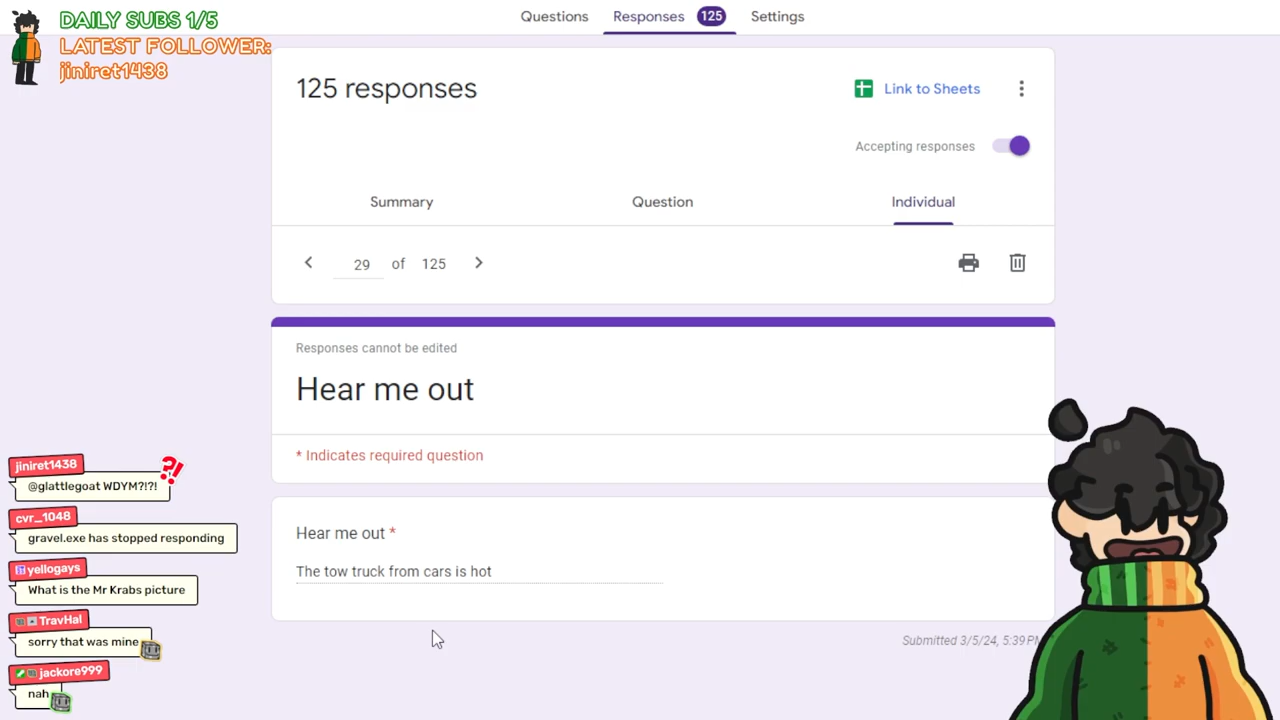 DAILY SUBS 1/5
LATEST FOLLOWER:
jiniret1438
Questions
Responses 125
Settings
125 responses
Link to Sheets
Accepting responses
Summary
Question
Individual
29 of 125
Responses cannot be edited
Hear me out
* Indicates required question
Hear me out *
The tow truck from cars is hot
Submitted 3/5/24, 5:39 PM
jiniret1438
?!
@glattlegoat WDYM?!?!
cvr_1048
gravel.exe has stopped responding
yellogays
What is the Mr Krabs picture
TravHal
sorry that was mine
jackore999
nah